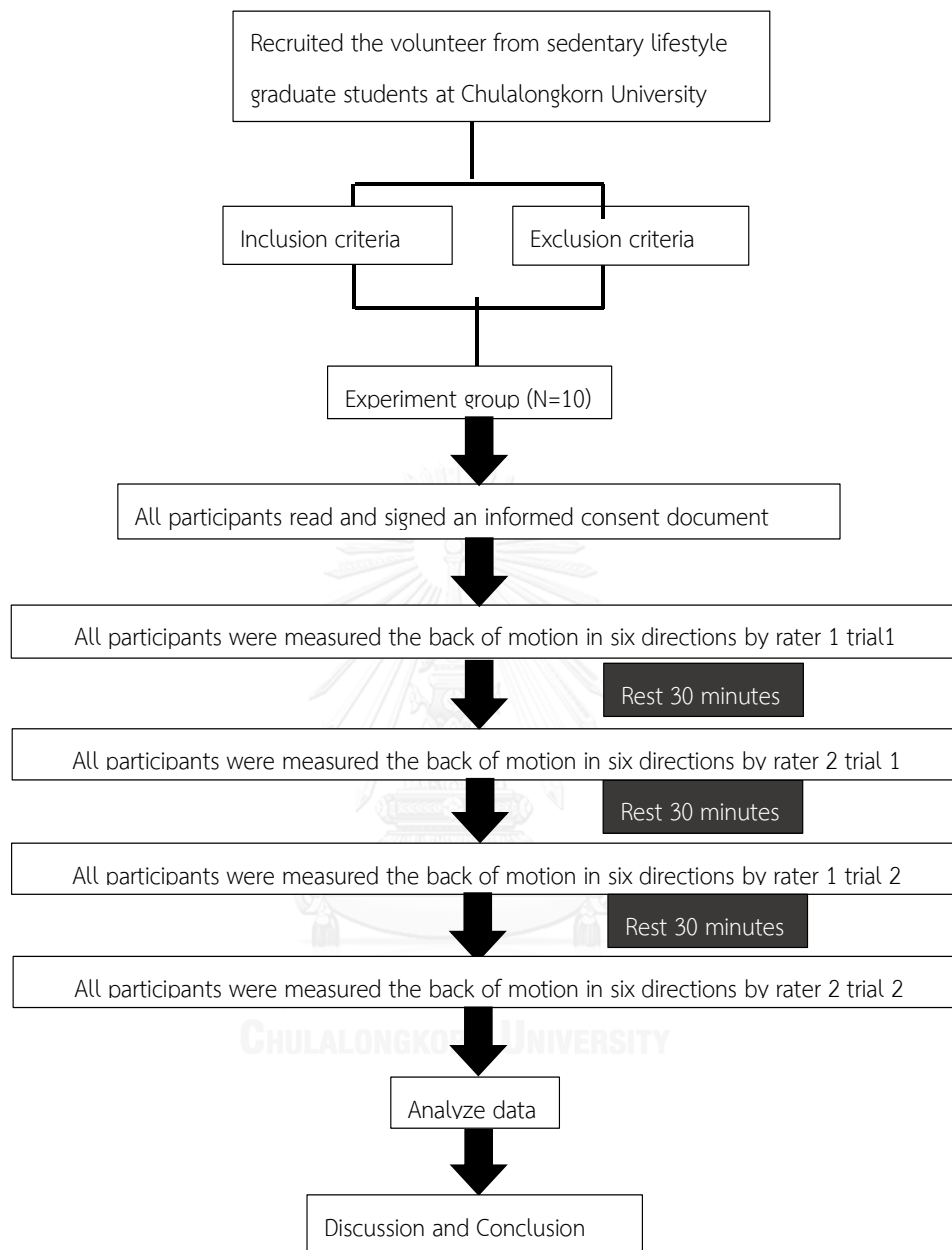 Recruited the volunteer from sedentary lifestyle
graduate students at Chulalongkorn University
Inclusion criteria
Exclusion criteria
Experiment group (N=10)
All participants read and signed an informed consent document
All participants were measured the back of motion in six directions by rater 1 trial1
Rest 30 minutes
All participants were measured the back of motion in six directions by rater 2 trial 1
Rest 30 minutes
All participants were measured the back of motion in six directions by rater 1 trial 2
Rest 30 minutes
All participants were measured the back of motion in six directions by rater 2 trial 2
CHULALONGKORN UNIVERSITY
Analyze data
Discussion and Conclusion